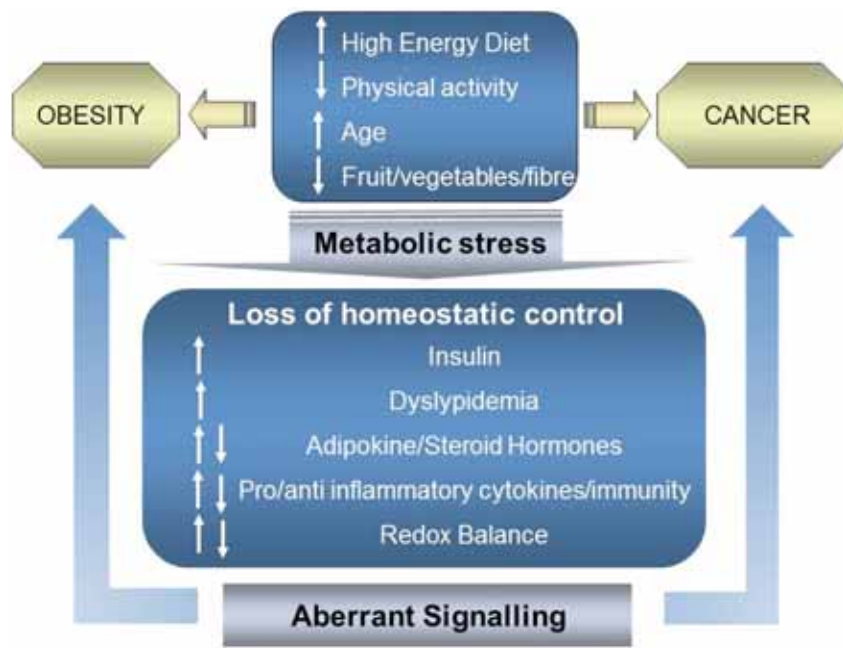 ↑ High Energy Diet
↓ Physical activity
↑ Age
↓ Fruit/vegetables/fibre
OBESITY
CANCER
Metabolic stress
Loss of homeostatic control
↑ Insulin
↑ Dyslypidemia
↑ ↓ Adipokine/Steroid Hormones
↑ ↓ Pro/anti inflammatory cytokines/immunity
↑ ↓ Redox Balance
Aberrant Signalling